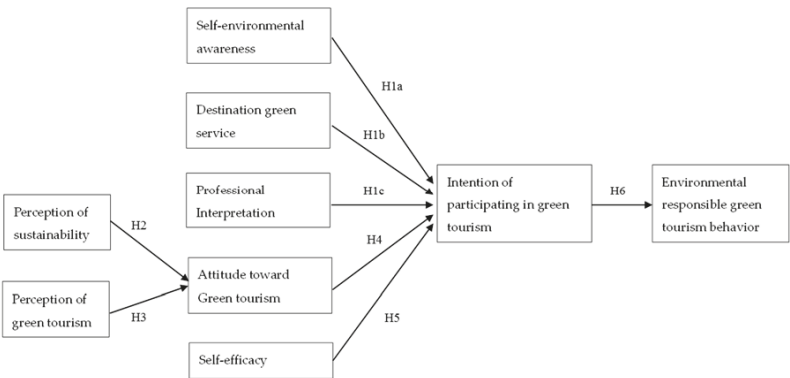 Self-environmental
awareness
H1a
Destination green
service
H1b
Professional
Interpretation
H1c
Intention of
participating in green
tourism
H6
Environmental
responsible green
tourism behavior
Perception of
sustainability
H2
Attitude toward
Green tourism
H4
Perception of
green tourism
H3
H5
Self-efficacy